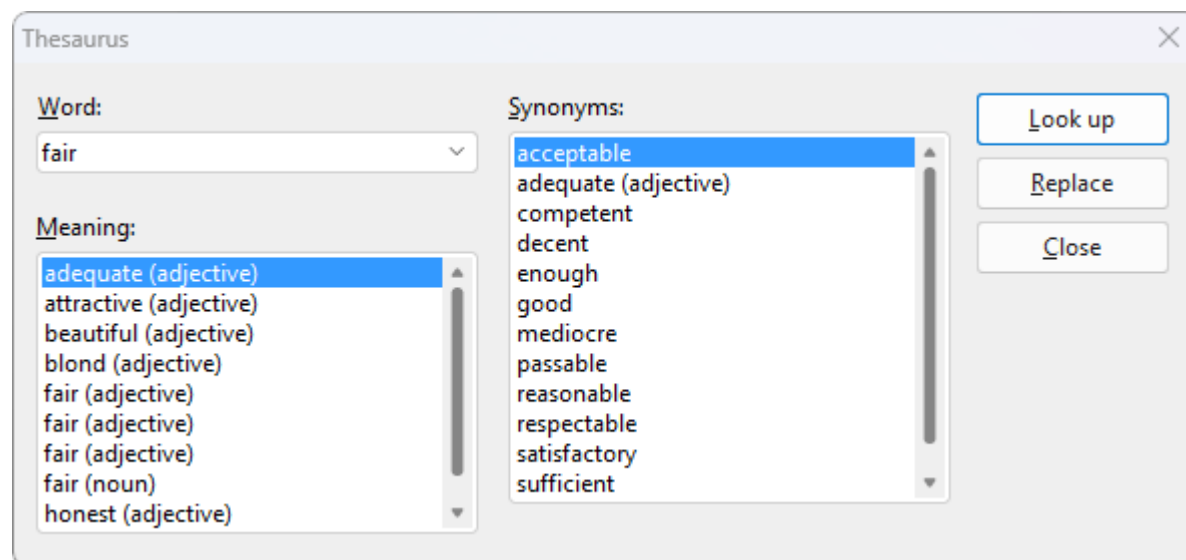 Thesaurus
Word:
fair
Meaning:
adequate (adjective)
attractive (adjective)
beautiful (adjective)
blond (adjective)
fair (adjective)
fair (adjective)
fair (adjective)
fair (noun)
honest (adjective)
Synonyms:
acceptable
adequate (adjective)
competent
decent
enough
good
mediocre
passable
reasonable
respectable
satisfactory
sufficient
Look up
Replace
Close